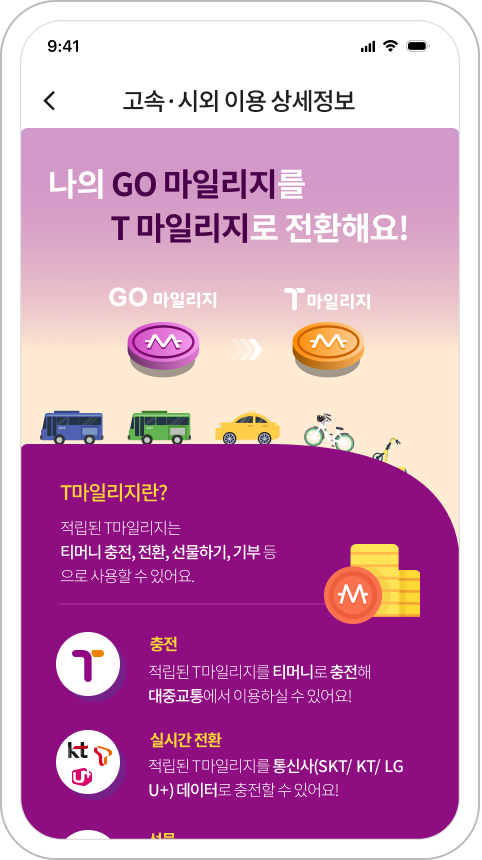 9:41
고속·시외 이용 상세정보
나의 GO 마일리지를
T 마일리지로 전환해요!
GO 마일리지
T마일리지
T마일리지란?
적립된 T마일리지는
티머니 충전, 전환, 선물하기, 기부 등
으로 사용할 수 있어요.
충전
적립된 T마일리지를 티머니로 충전해
대중교통에서 이용하실 수 있어요!
실시간 전환
kt
U+
적립된 T마일리지를 통신사(SKT/ KT/ LG
U+) 데이터로 충전할 수 있어요!